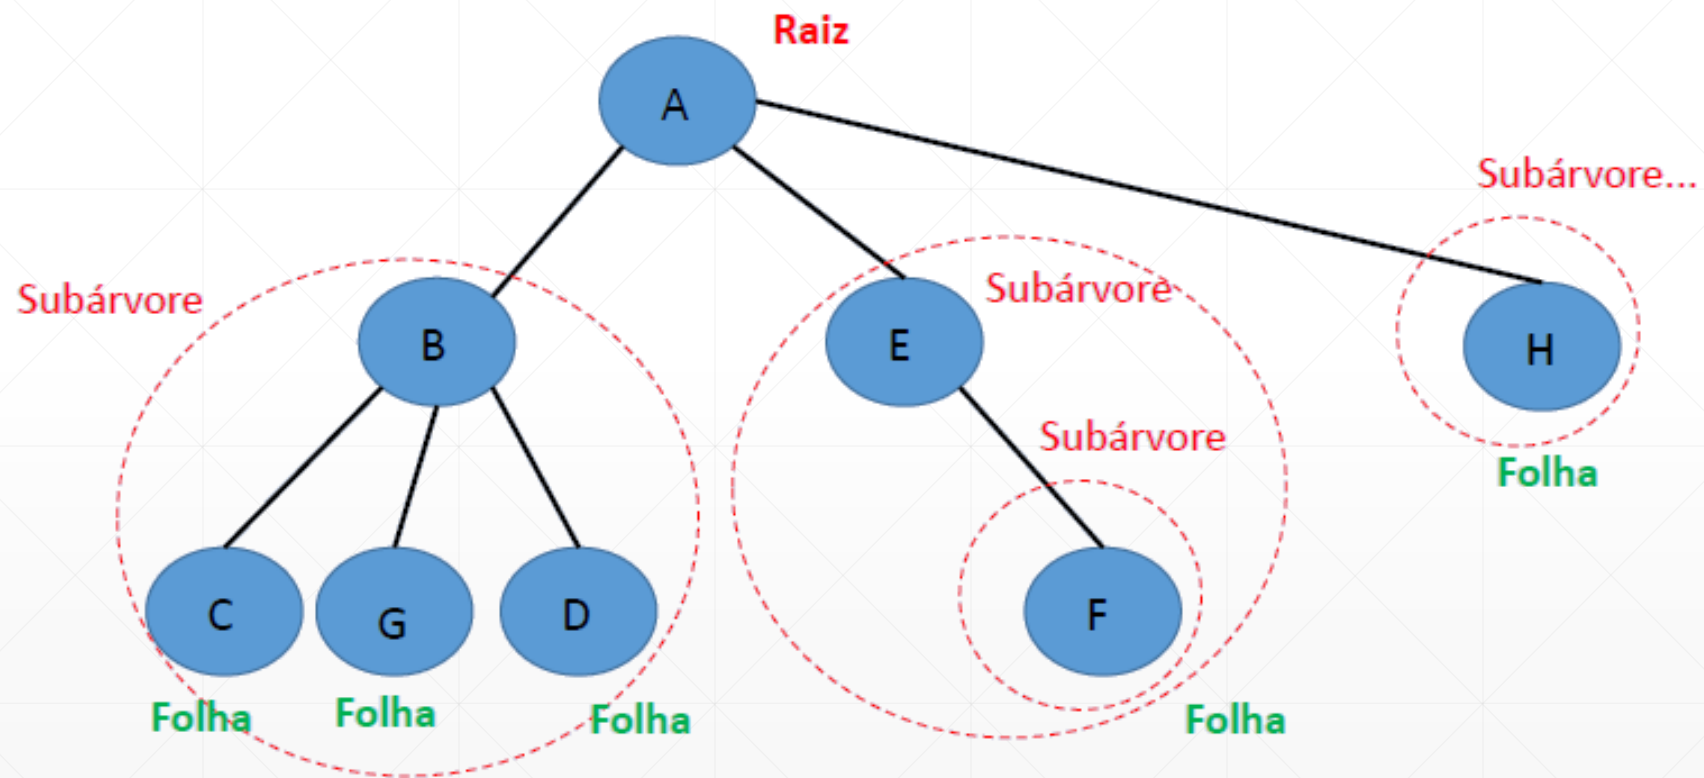 Raiz
A
Subárvore...
Subárvore
B
Subárvore
E
H
Subárvore
Folha
C
G
D
F
Folha
Folha
Folha
Folha